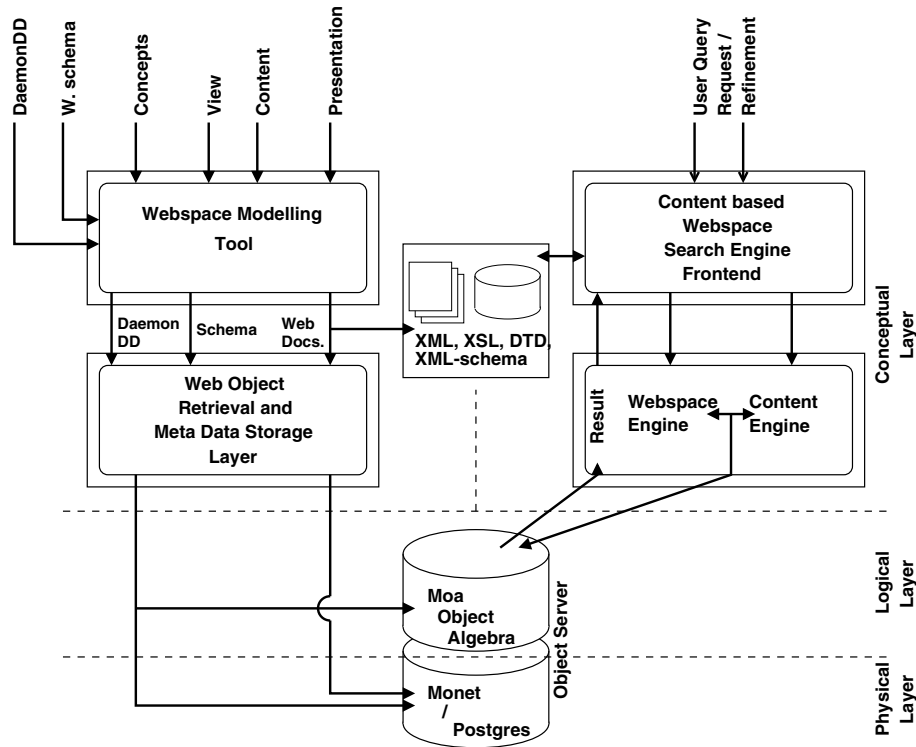 DaemonDD
W. schema
Concepts
View
Content
Presentation
User Query
Request /
Refinement
Webspace Modelling
Tool
Content based
Webspace
Search Engine
Frontend
Daemon
DD
Schema
Web
Docs.
XML, XSL, DTD,
XML-schema
Conceptual
Layer
Web Object
Retrieval and
Meta Data Storage
Layer
Result
Webspace
Engine
Content
Engine
Moa
Object
Algebra
Object Server
Logical
Layer
Monet
/
Postgres
Physical
Layer